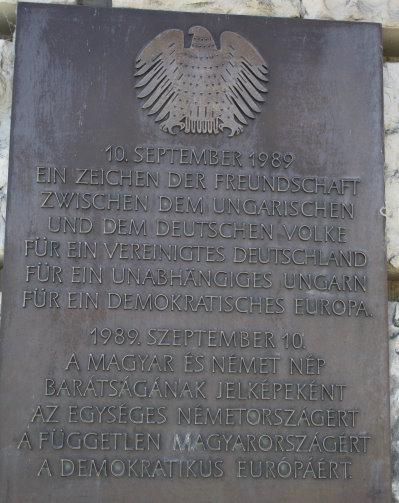 10. SEPTEMBER 1989
EIN ZEICHEN DER FREUNDSCHAFT
ZWISCHEN DEM UNGARISCHEN
UND DEM DEUTSCHEN VOLKE
FÜR EIN VEREINIGTES DEUTSCHLAND
FÜR EIN UNABHÄNGIGES UNGARN
FÜR EIN DEMOKRATISCHES EUROPA.
1989. SZEPTEMBER 10.
A MAGYAR ÉS NÉMET NÉP
BARÁTSÁGÁNAK JELKÉPEKÉNT
AZ EGYSÉGES NÉMETORSZÁGÉRT
A FÜGGETLEN MAGYARORSZÁGÉRT
A DEMOKRATIKUS EURÓPÁÉRT.